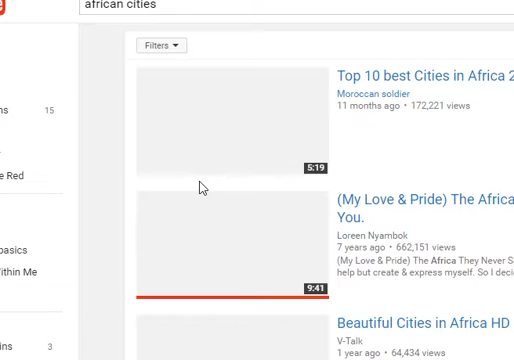 african cities
Filters
Top 10 best Cities in Africa 2
Moroccan soldier
15
11 months ago • 172,221 views
5:19
e Red
(My Love & Pride) The Africa
You.
Loreen Nyambok
7 years ago • 662,151 views
(My Love & Pride) The Africa They Never S
help but create & express myself. So I deci
9:41
ithin Me
Beautiful Cities in Africa HD
V-Talk
1 year ago • 64,434 views
3